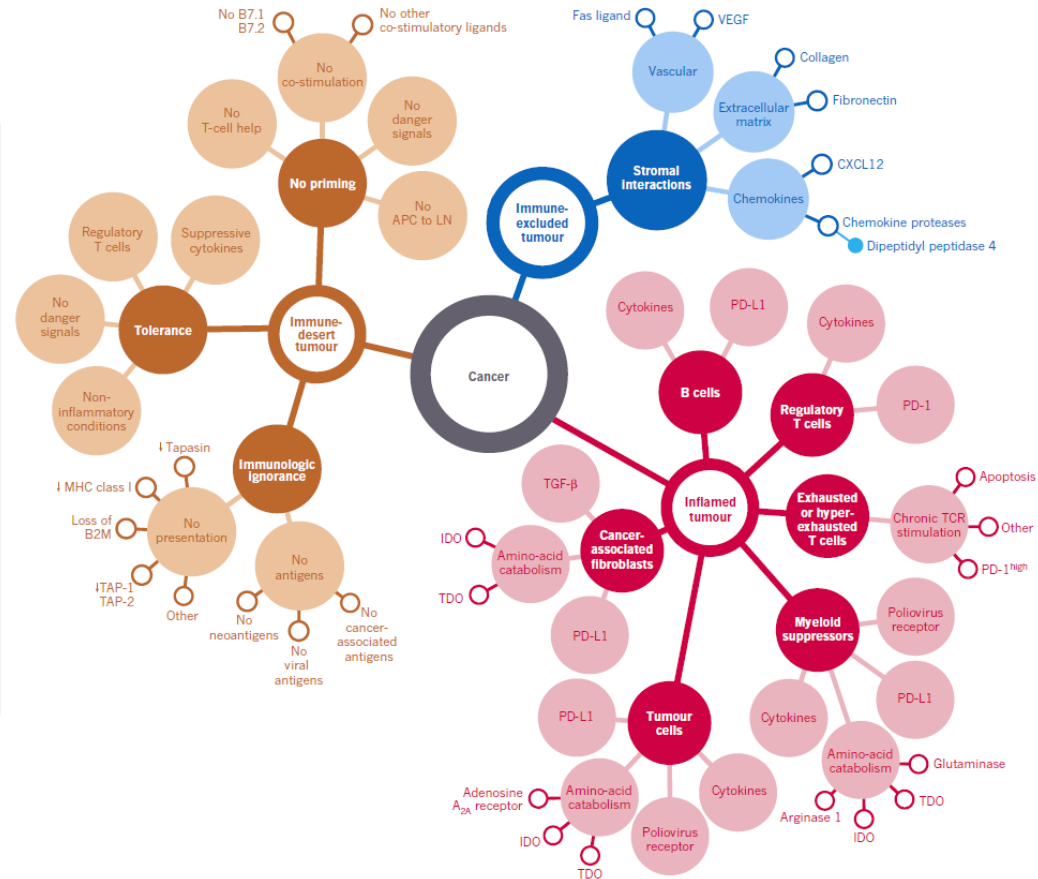 No B7.1
B7.2
No other
co-stimulatory ligands
No
co-stimulation
No
T-cell help
No
danger
signals
No priming
No
APC to LN
Regulatory
T cells
Suppressive
cytokines
No
danger
signals
Tolerance
Non-
inflammatory
conditions
Immune-
desert
tumour
Immunologic
ignorance
↓Tapasin
↓MHC class I
Loss of
B2M
↓TAP-1
TAP-2
Other
No
presentation
No
antigens
No
neoantigens
No
viral
antigens
No
cancer-
associated
antigens
Cancer
Immune-
excluded
tumour
Stromal
interactions
Fas ligand
VEGF
Vascular
Collagen
Extracellular
matrix
Fibronectin
CXCL12
Chemokines
Chemokine proteases
Dipeptidyl peptidase 4
Inflamed
tumour
Cytokines
PD-L1
B cells
Cytokines
Regulatory
T cells
PD-1
Exhausted
or hyper-
exhausted
T cells
Chronic TCR
stimulation
Apoptosis
Other
PD-1high
Myeloid
suppressors
Poliovirus
receptor
PD-L1
Cytokines
Amino-acid
catabolism
Glutaminase
TDO
IDO
Arginase 1
TGF-β
Cancer-
associated
fibroblasts
IDO
Amino-acid
catabolism
TDO
PD-L1
PD-L1
Tumour
cells
Adenosine
A2A receptor
Amino-acid
catabolism
IDO
TDO
Poliovirus
receptor
Cytokines